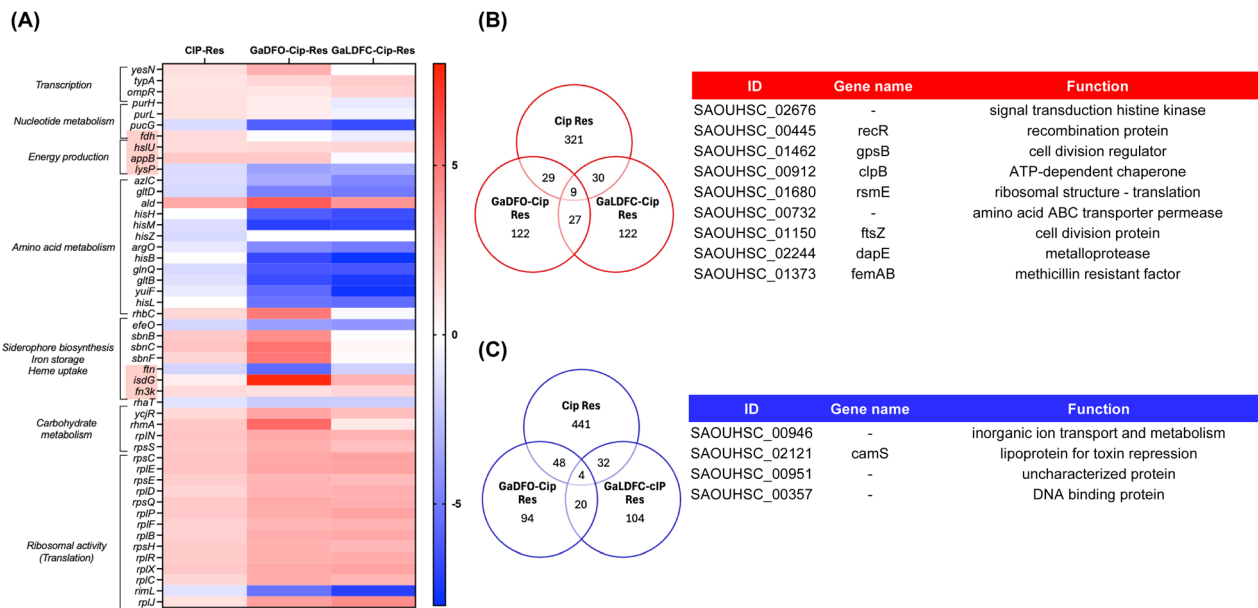 (A)
CIP-Res GaDFO-Cip-Res GaLDFC-Cip-Res
Transcription
Nucleotide metabolism
Energy production
Amino acid metabolism
Siderophore biosynthesis
Iron storage
Heme uptake
Carbohydrate
metabolism
Ribosomal activity
(Translation)
yesN
typA
ompR
purH
purL
pucG
fdh
hslU
appB
lysP
azlC
gltD
ald
hisH
hisM
hisZ
argO
hisB
glnQ
gltB
yuiF
hisL
rhbC
efeO
sbnB
sbnC
sbnF
ftn
isdG
fn3k
rhaT
ycjR
rhmA
rplN
rpsS
rpsC
rplE
rpsE
rplD
rpsQ
rplP
rplF
rplB
rpsH
rplR
rplX
rplC
rimL
rplJ
5
0
-5
(B)
Cip Res
321
29
30
9
GaDFO-Cip
Res
122
27
GaLDFC-Cip
Res
122
ID Gene name Function
SAOUHSC_02676 - signal transduction histine kinase
SAOUHSC_00445 recR recombination protein
SAOUHSC_01462 gpsB cell division regulator
SAOUHSC_00912 clpB ATP-dependent chaperone
SAOUHSC_01680 rsmE ribosomal structure - translation
SAOUHSC_00732 - amino acid ABC transporter permease
SAOUHSC_01150 ftsZ cell division protein
SAOUHSC_02244 dapE metalloprotease
SAOUHSC_01373 femAB methicillin resistant factor
(C)
Cip Res
441
48
32
4
GaDFO-Cip
Res
94
20
GaLDFC-cIP
Res
104
ID Gene name Function
SAOUHSC_00946 - inorganic ion transport and metabolism
SAOUHSC_02121 camS lipoprotein for toxin repression
SAOUHSC_00951 - uncharacterized protein
SAOUHSC_00357 - DNA binding protein